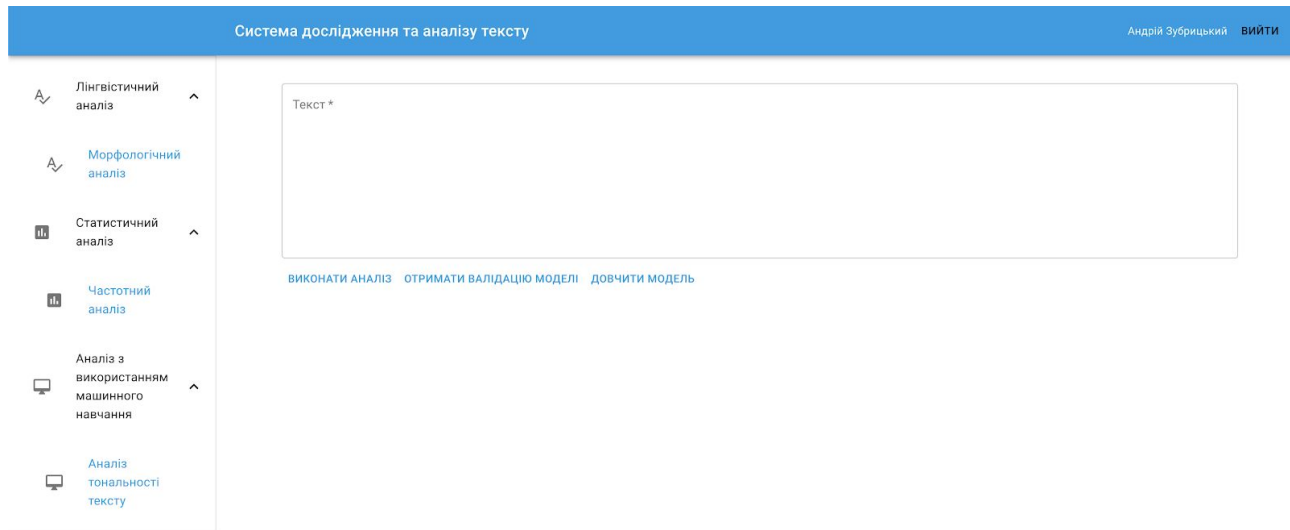 Система дослідження та аналізу тексту
Андрій Зубрицький ВИЙТИ
Лінгвістичний
аналіз
Морфологічний
аналіз
Статистичний
аналіз
Частотний
аналіз
Аналіз з
використанням
машинного
навчання
Аналіз
тональності
тексту
Текст *
ВИКОНАТИ АНАЛІЗ ОТРИМАТИ ВАЛІДАЦІЮ МОДЕЛІ ДОВЧИТИ МОДЕЛЬ